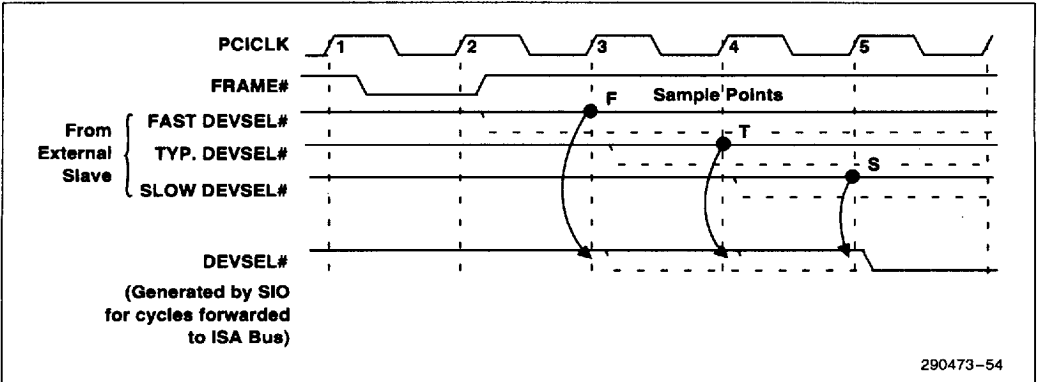 PCICLK
1 2 3 4 5
FRAME#
F Sample Points
From
External
Slave
FAST DEVSEL#
T
TYP. DEVSEL#
S
SLOW DEVSEL#
DEVSEL#
(Generated by SIO
for cycles forwarded
to ISA Bus)
290473–54